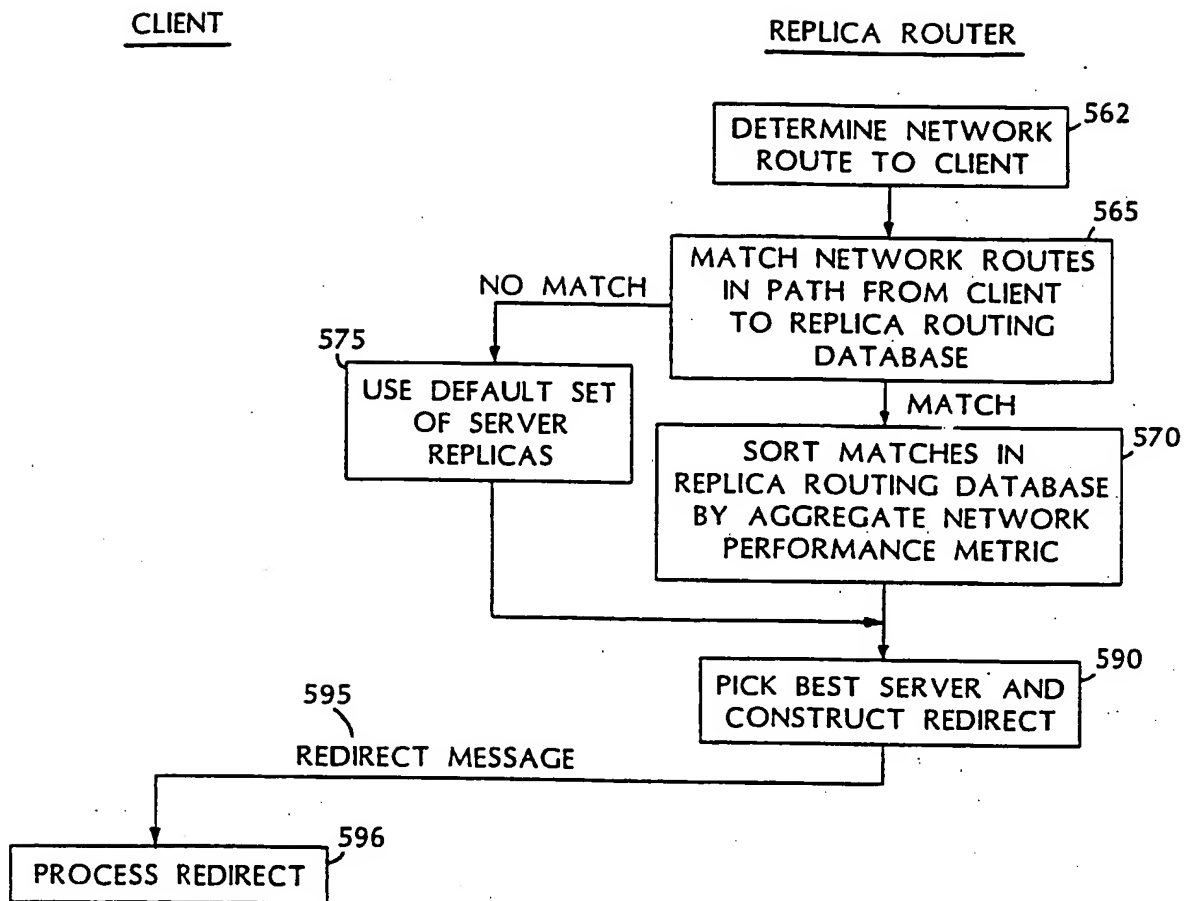 CLIENT
REPLICA ROUTER
562
DETERMINE NETWORK
ROUTE TO CLIENT
565
MATCH NETWORK ROUTES
IN PATH FROM CLIENT
TO REPLICA ROUTING
DATABASE
NO MATCH
575
USE DEFAULT SET
OF SERVER
REPLICAS
MATCH
570
SORT MATCHES IN
REPLICA ROUTING DATABASE
BY AGGREGATE NETWORK
PERFORMANCE METRIC
590
PICK BEST SERVER AND
CONSTRUCT REDIRECT
595
REDIRECT MESSAGE
596
PROCESS REDIRECT